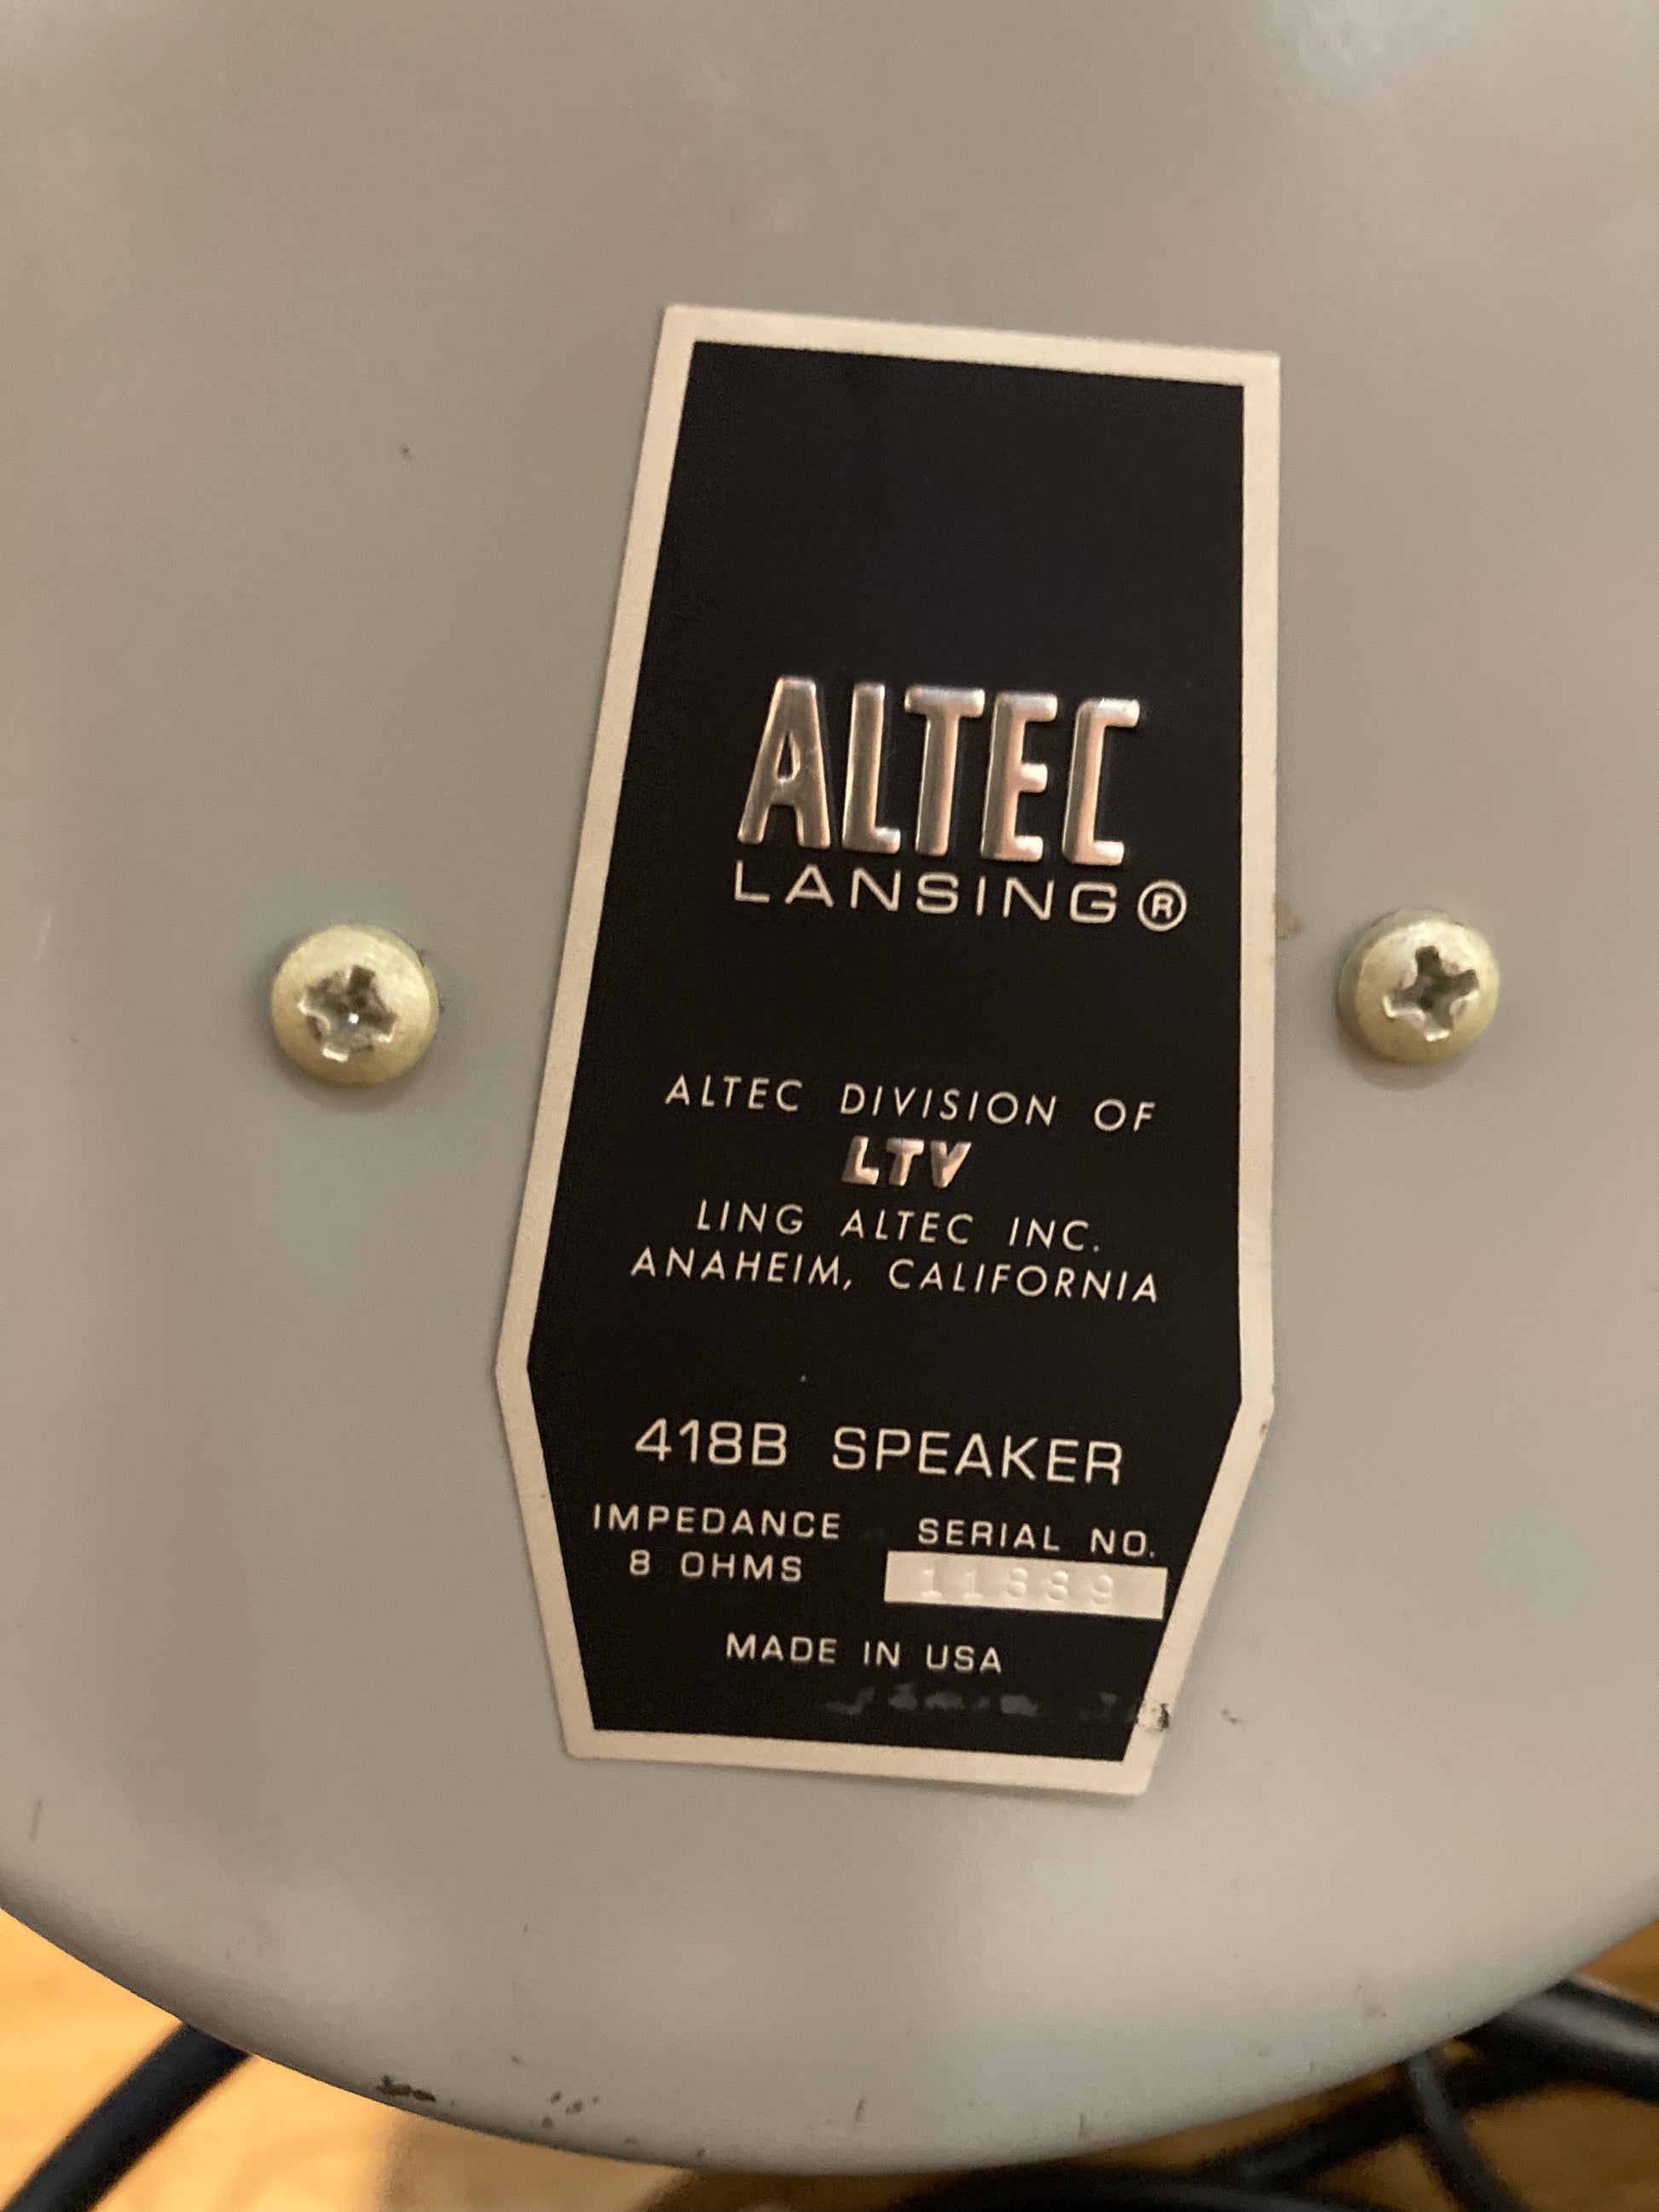 ALTEC
LANSING®
ALTEC DIVISION OF
LTV
LING ALTEC INC.
ANAHEIM, CALIFORNIA
418B SPEAKER
IMPEDANCE
8 OHMS
SERIAL NO.
MADE IN USA